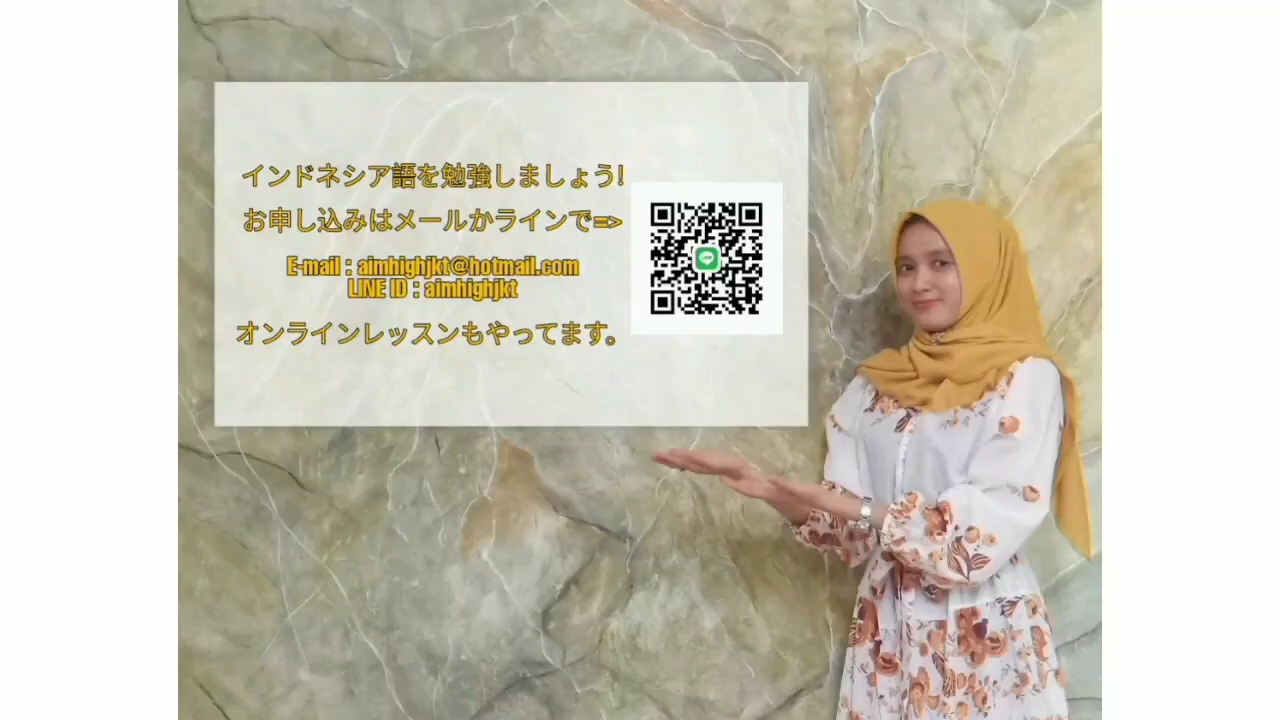 インドネシア語を勉強しましょう!
お申し込みはメールかラインで=>
E-mail : aimhighjkt@hotmail.com
LINE ID : aimhighjkt
オンラインレッスンもやってます。
LINE